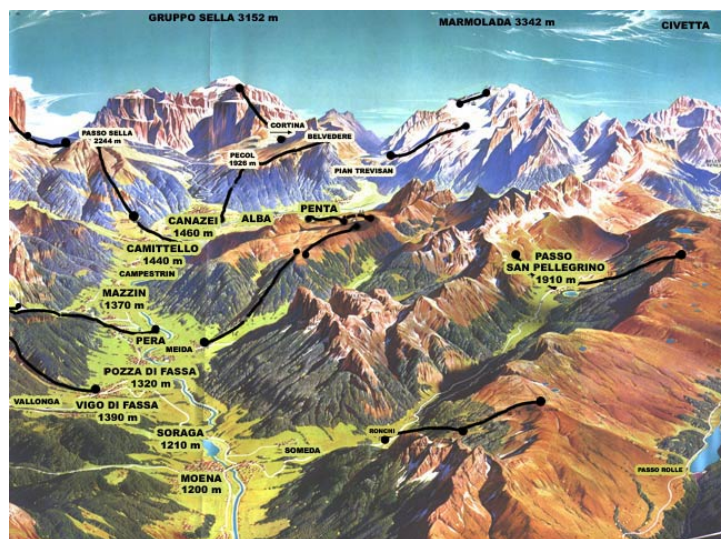 GRUPPO SELLA 3152 m
MARMOLADA 3342 m
CIVETTA
CORTINA
PASSO SELLA
2244 m
BELVEDERE
PECOL
1926 m
PIAN TREVISAN
PENTA
ALBA
CANAZEI
1460 m
CAMITTELLO
1440 m
PASSO
SAN PELLEGRINO
1910 m
CAMPESTRIN
MAZZIN
1370 m
PERA
MEIDA
POZZA DI FASSA
1320 m
VALLONGA
VIGO DI FASSA
1390 m
SORAGA
1210 m
RONCHI
SOMEDA
MOENA
1200 m
PASSO ROLLE